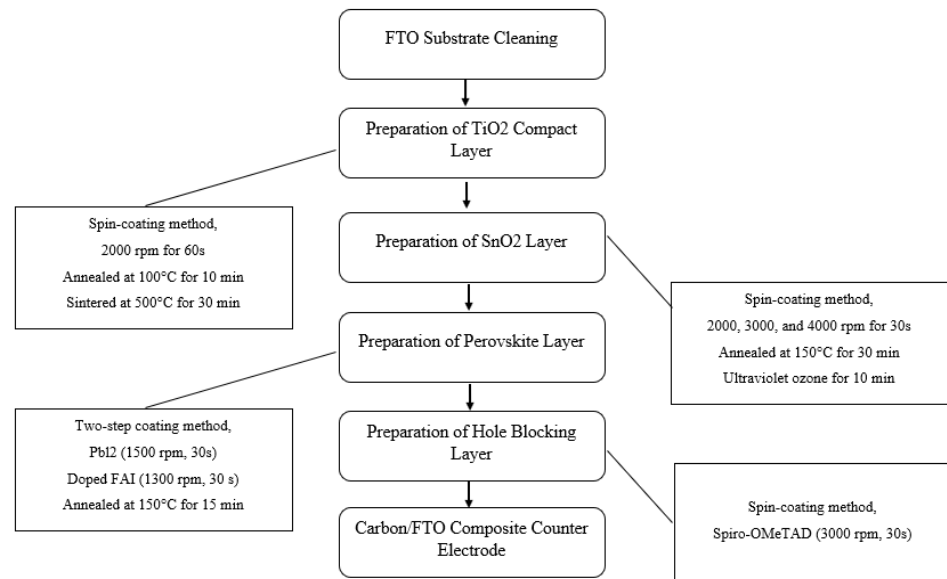 FTO Substrate Cleaning
Preparation of TiO2 Compact
Layer
Spin-coating method,
2000 rpm for 60s
Annealed at 100°C for 10 min
Sintered at 500°C for 30 min
Preparation of SnO2 Layer
Spin-coating method,
2000, 3000, and 4000 rpm for 30s
Annealed at 150°C for 30 min
Ultraviolet ozone for 10 min
Preparation of Perovskite Layer
Two-step coating method,
Pbl2 (1500 rpm, 30s)
Doped FAI (1300 rpm, 30 s)
Annealed at 150°C for 15 min
Preparation of Hole Blocking
Layer
Spin-coating method,
Spiro-OMeTAD (3000 rpm, 30s)
Carbon/FTO Composite Counter
Electrode